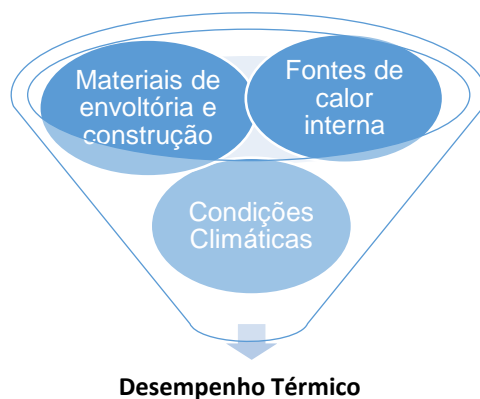 Materiais de
envoltória e
construção
Fontes de
calor
interna
Condições
Climáticas
Desempenho Térmico